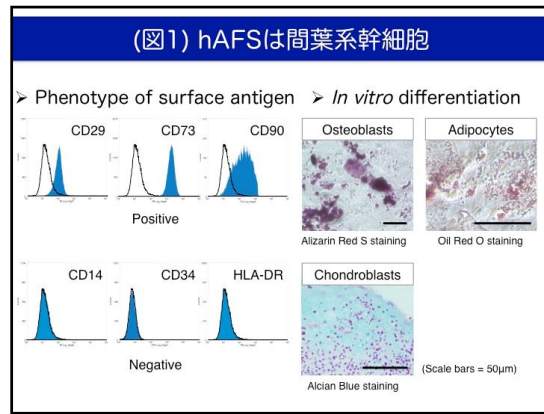 (図1) hAFSは間葉系幹細胞
➢ Phenotype of surface antigen
CD29
CD73
CD90
Positive
CD14
CD34
HLA-DR
Negative
➢ In vitro differentiation
Osteoblasts
Adipocytes
Alizarin Red S staining
Oil Red O staining
Chondroblasts
(Scale bars = 50μm)
Alcian Blue staining